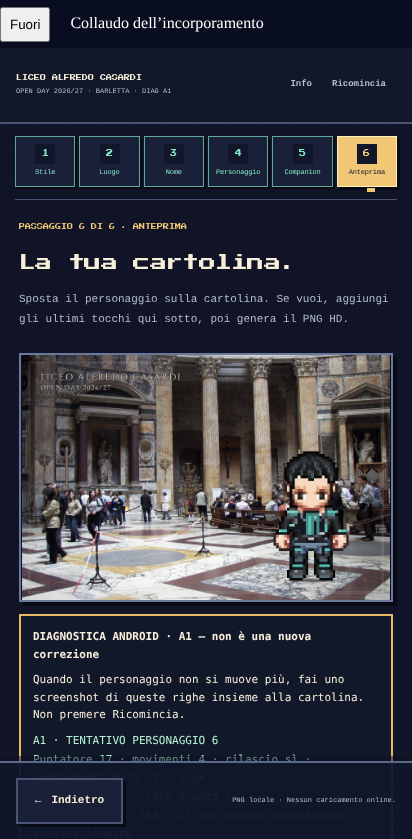 Fuori
Collaudo dell’incorporamento
LICEO ALFREDO CASARDI
OPEN DAY 2026/27 · BARLETTA · DIAG A1
Info
Ricomincia
1
Stile
2
Luogo
3
Nome
4
Personaggio
5
Companion
6
Anteprima
PASSAGGIO 6 DI 6 · ANTEPRIMA
La tua cartolina.
Sposta il personaggio sulla cartolina. Se vuoi, aggiungi
gli ultimi tocchi qui sotto, poi genera il PNG HD.
LICEO ALFREDO CASARDI
OPEN DAY 2026/27
DIAGNOSTICA ANDROID · A1 — non è una nuova
correzione
Quando il personaggio non si muove più, fai uno
screenshot di queste righe insieme alla cartolina.
Non premere Ricomincia.
A1 · TENTATIVO PERSONAGGIO 6
Puntatore 17 · movimenti 4 · rilascio sì ·
← Indietro
PNG locale · Nessun caricamento online.